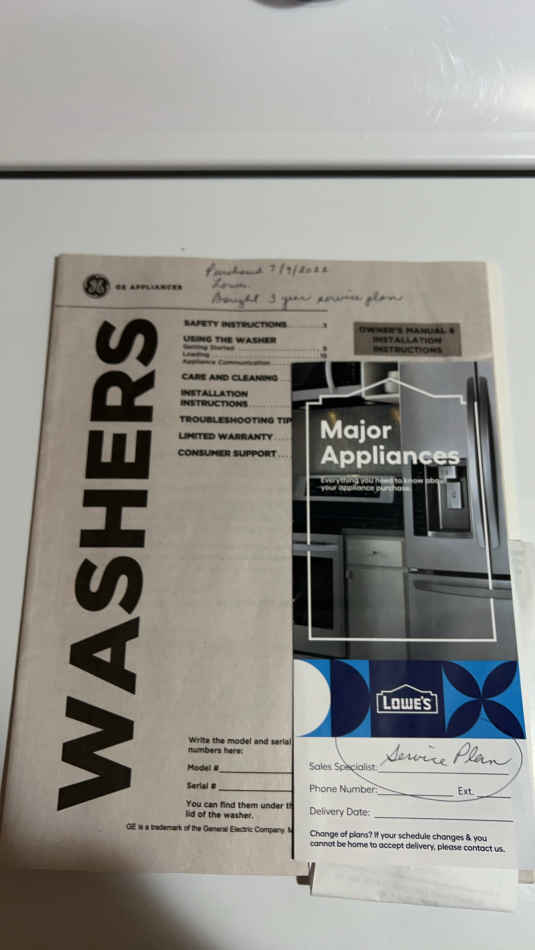 Purchased 7/9/2022
Lowes
Bought 3 year service plan
GE APPLIANCES
WASHERS
SAFETY INSTRUCTIONS..........3
USING THE WASHER
Getting Started..........8
Loading..........10
Appliance Communication
CARE AND CLEANING
INSTALLATION
INSTRUCTIONS
TROUBLESHOOTING TIP
LIMITED WARRANTY
CONSUMER SUPPORT
OWNER'S MANUAL &
INSTALLATION
INSTRUCTIONS
Write the model and serial
numbers here:
Model #
Serial #
You can find them under th
lid of the washer.
GE is a trademark of the General Electric Company. M
Major
Appliances
Everything you need to know about
your appliance purchase.
LOWE'S
Service Plan
Sales Specialist:
Phone Number: Ext.
Delivery Date:
Change of plans? If your schedule changes & you
cannot be home to accept delivery, please contact us.